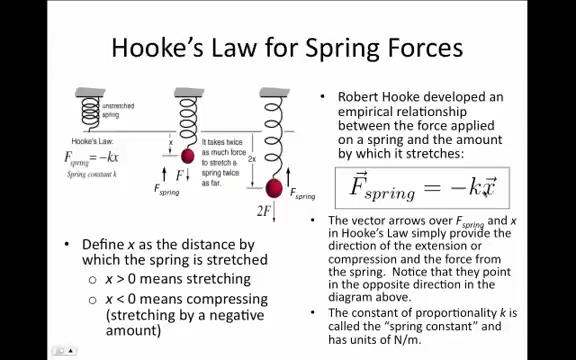 Hooke's Law for Spring Forces
unstretched
spring
Hooke's Law:
F spring = -kx
Spring constant k
x
F
F spring
It takes twice
as much force
to stretch a
spring twice
as far.
2x
F spring
2F
• Define x as the distance by
which the spring is stretched
o x > 0 means stretching
o x < 0 means compressing
(stretching by a negative
amount)
• Robert Hooke developed an
empirical relationship
between the force applied
on a spring and the amount
by which it stretches:
F⃗ spring = −kx⃗
• The vector arrows over F spring and x
in Hooke's Law simply provide the
direction of the extension or
compression and the force from
the spring. Notice that they point
in the opposite direction in the
diagram above.
• The constant of proportionality k is
called the "spring constant" and
has units of N/m.